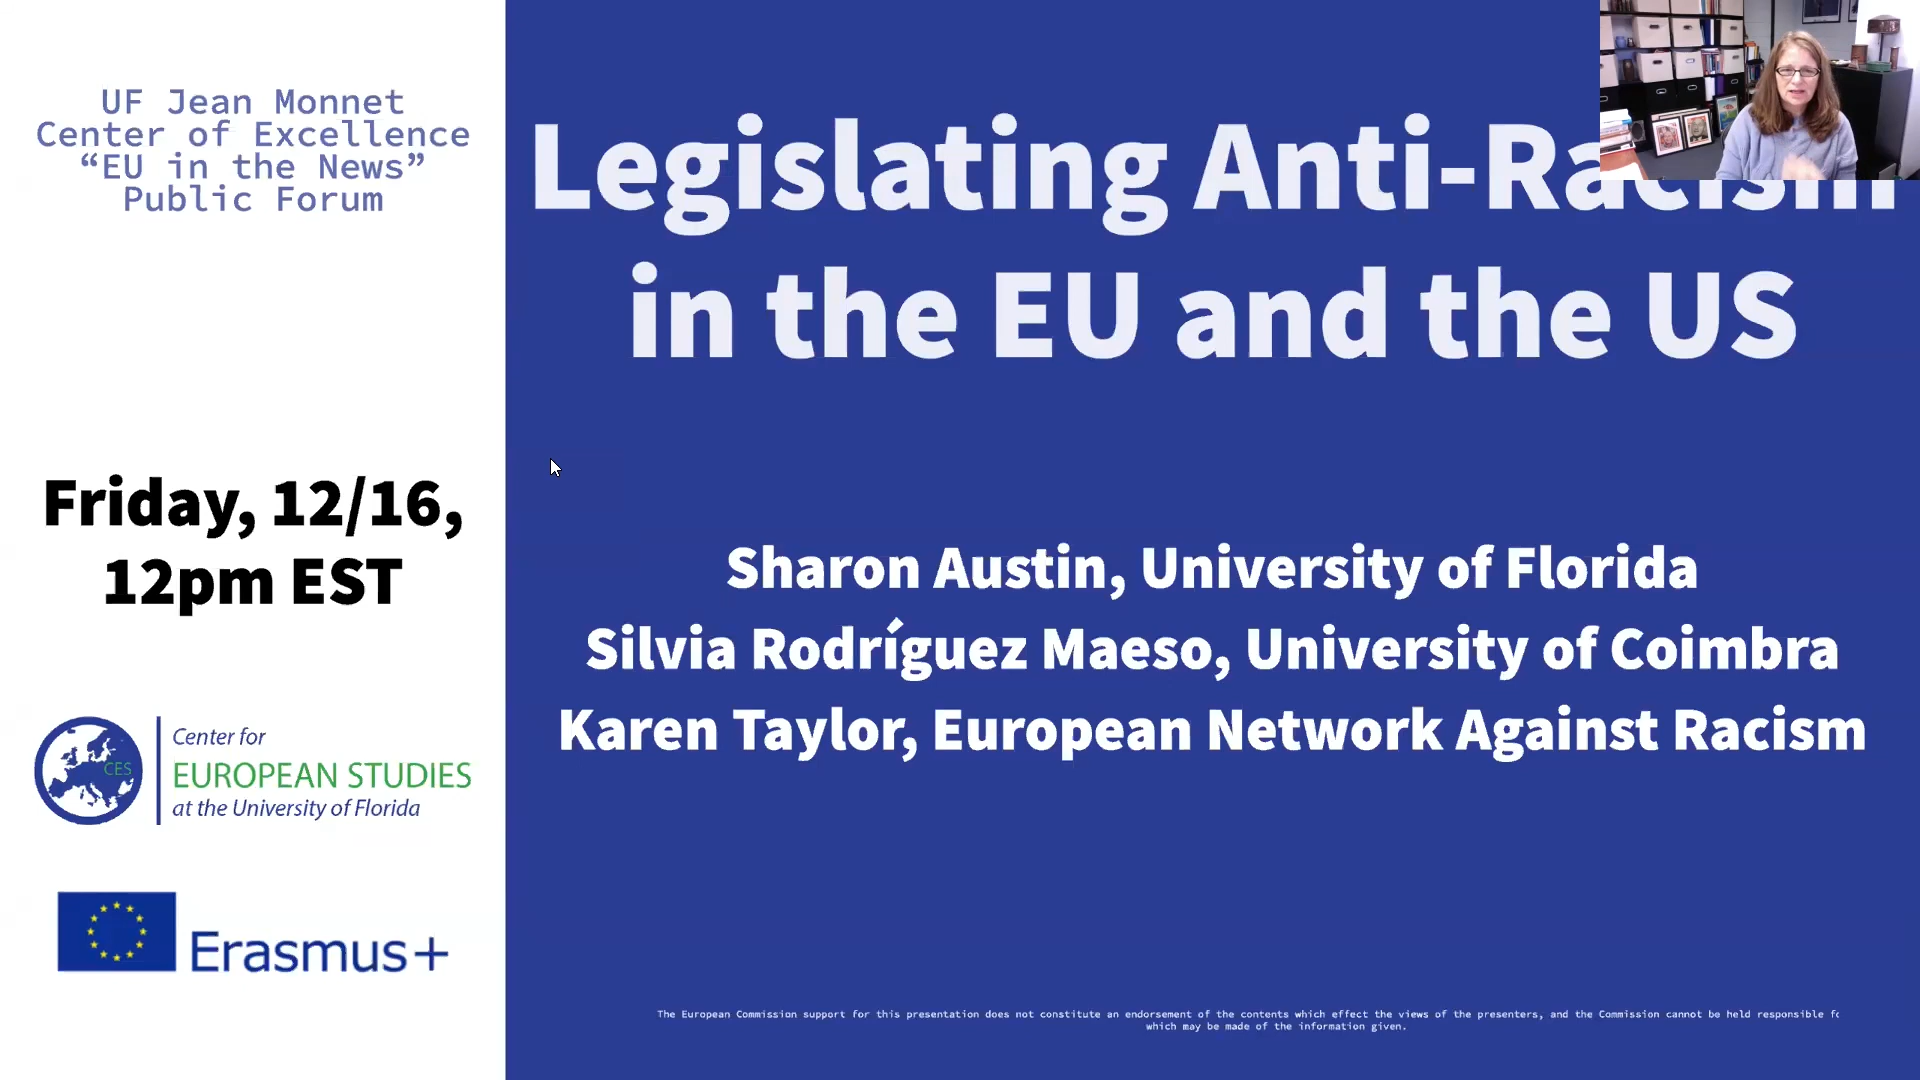 UF Jean Monnet
Center of Excellence
“EU in the News”
Public Forum
Friday, 12/16,
12pm EST
CES
Center for
EUROPEAN STUDIES
at the University of Florida
Erasmus+
Legislating Anti-Racism
in the EU and the US
Sharon Austin, University of Florida
Silvia Rodríguez Maeso, University of Coimbra
Karen Taylor, European Network Against Racism
The European Commission support for this presentation does not constitute an endorsement of the contents which effect the views of the presenters, and the Commission cannot be held responsible
which may be made of the information given.